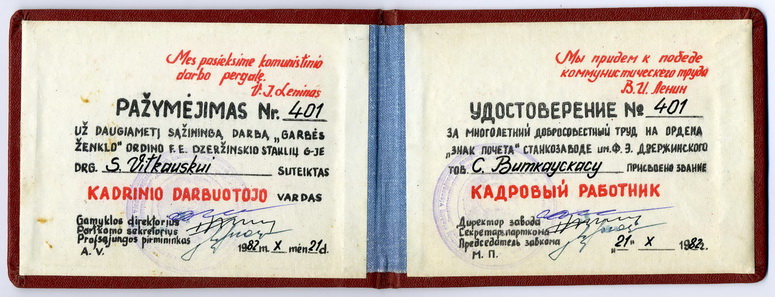 Mes pasieksime komunistinio
darbo pergalę.
V. I. Leninas
PAŽYMĖJIMAS Nr. 401
UŽ DAUGIAMETĮ SĄŽININGĄ DARBĄ „GARBĖS
ŽENKLO" ORDINO F. E. DZERŽINSKIO STAKLIŲ G-JE
DRG. S. Vitkauskui SUTEIKTAS
KADRINIO DARBUOTOJO VARDAS
Gamyklos direktorius
Partkomo sekretorius
Profsąjungos pirmininkas
A. V. 1982 m. X mėn 21 d.
Мы придем к победе
коммунистического труда
В. И. Ленин
УДОСТОВЕРЕНИЕ № 401
ЗА МНОГОЛЕТНИЙ ДОБРОСОВЕСТНЫЙ ТРУД НА ОРДЕНА
„ЗНАК ПОЧЕТА" СТАНКОЗАВОДЕ ИМ. Ф. Э. ДЗЕРЖИНСКОГО
ТОВ. С. Виткаускасу ПРИСВОЕНО ЗВАНИЕ
КАДРОВЫЙ РАБОТНИК
Директор завода
Секретарь парткома
Председатель завкома
М. П. „21" X 1982г.